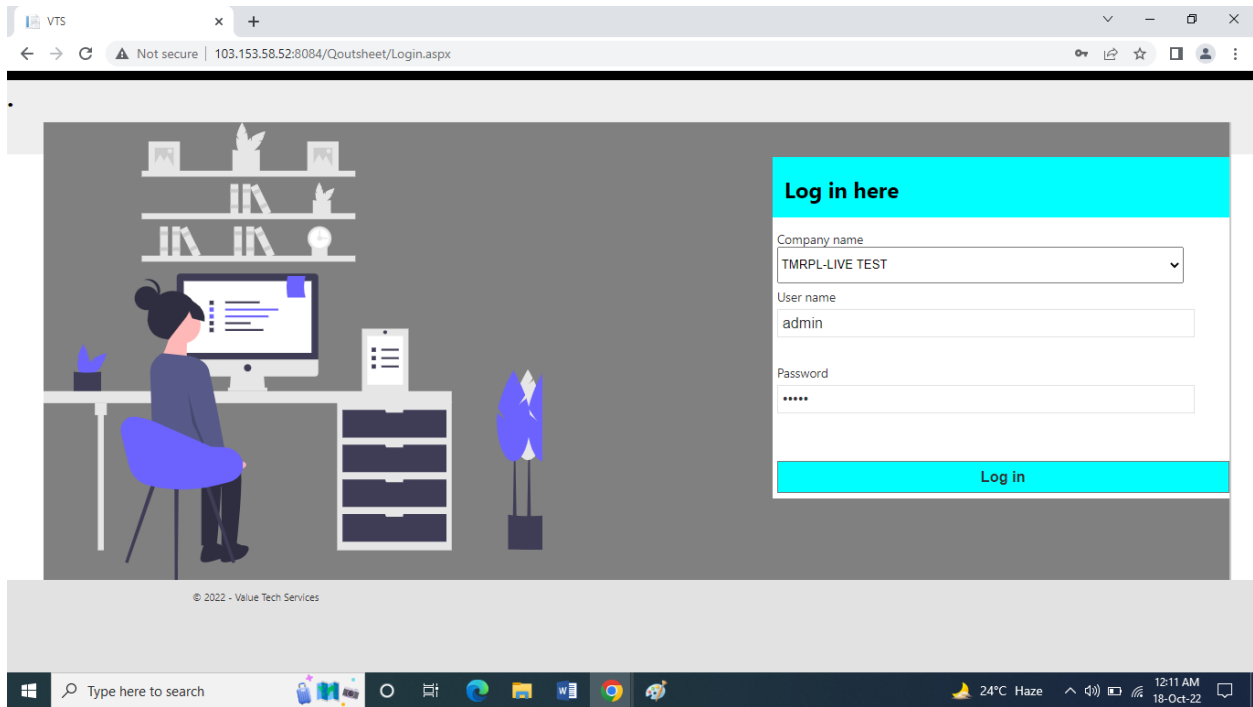 VTS
Not secure | 103.153.58.52:8084/Qoutsheet/Login.aspx
.
Log in here
Company name
TMRPL-LIVE TEST
User name
admin
Password
•••••
Log in
© 2022 - Value Tech Services
Type here to search
24°C Haze
12:11 AM
18-Oct-22